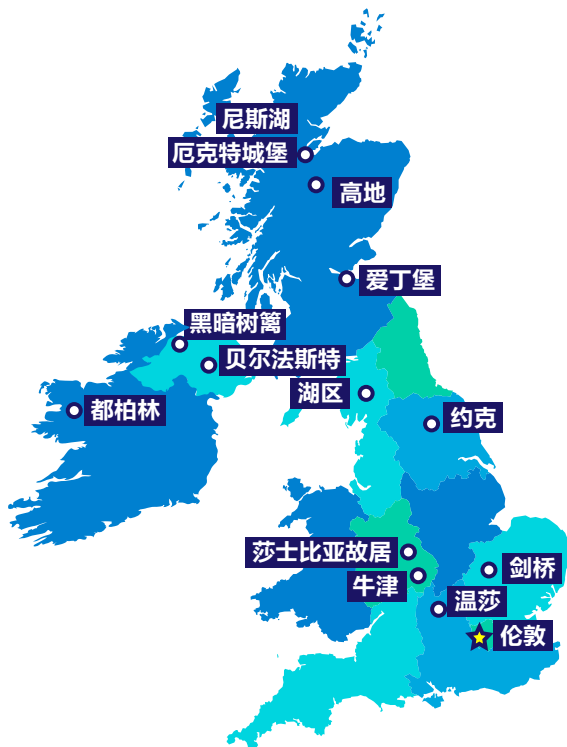 尼斯湖
厄克特城堡
高地
爱丁堡
黑暗树篱
贝尔法斯特
湖区
都柏林
约克
莎士比亚故居
剑桥
牛津
温莎
伦敦